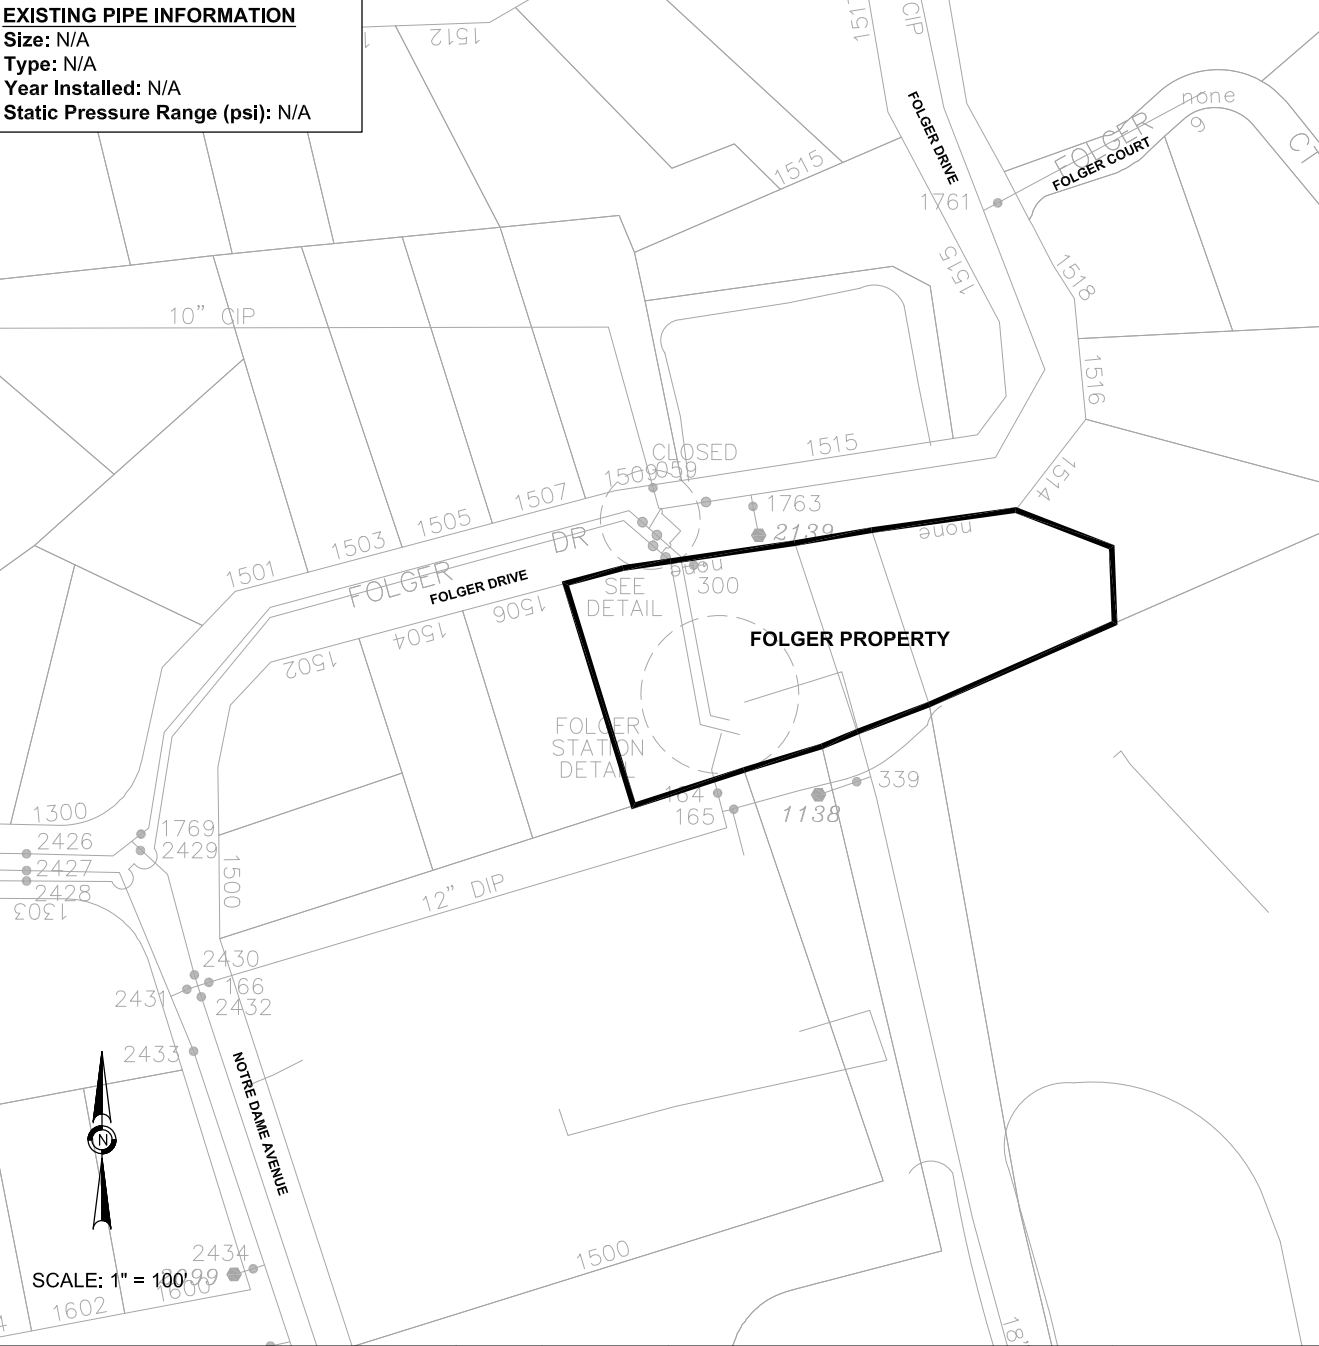 EXISTING PIPE INFORMATION
Size: N/A
Type: N/A
Year Installed: N/A
Static Pressure Range (psi): N/A
1512
CIP
FOLGER DRIVE
none
9
FOLGER
CT
FOLGER COURT
1515
1761
1515
1518
10" CIP
1516
CLOSED
1515
1509
1507
1514
1763
1505
2139
none
1503
DR
1501
none
300
FOLGER
FOLGER DRIVE
SEE
DETAIL
1506
1504
1502
FOLGER PROPERTY
FOLGER
STATION
DETAIL
164
165
339
1138
1300
2426
1769
2427
2429
2428
1303
1500
12" DIP
2430
2431
166
2432
2433
NOTRE DAME AVENUE
N
1500
2434
SCALE: 1" = 100'
1600
1602
18"